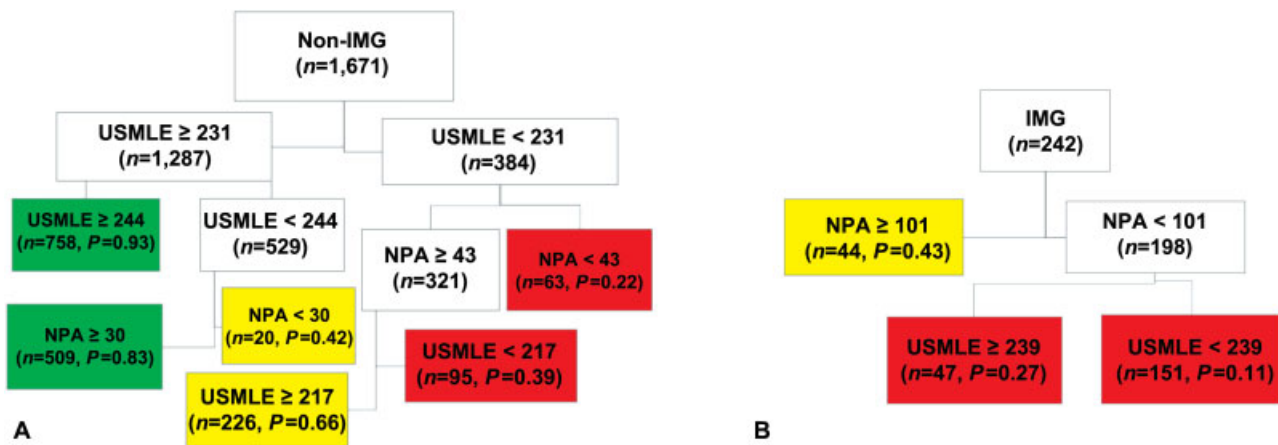 Non-IMG
(n=1,671)
USMLE ≥ 231
(n=1,287)
USMLE < 231
(n=384)
USMLE ≥ 244
(n=758, P=0.93)
USMLE < 244
(n=529)
NPA ≥ 43
(n=321)
NPA < 43
(n=63, P=0.22)
NPA ≥ 30
(n=509, P=0.83)
NPA < 30
(n=20, P=0.42)
USMLE < 217
(n=95, P=0.39)
USMLE ≥ 217
(n=226, P=0.66)
A
IMG
(n=242)
NPA ≥ 101
(n=44, P=0.43)
NPA < 101
(n=198)
USMLE ≥ 239
(n=47, P=0.27)
USMLE < 239
(n=151, P=0.11)
B